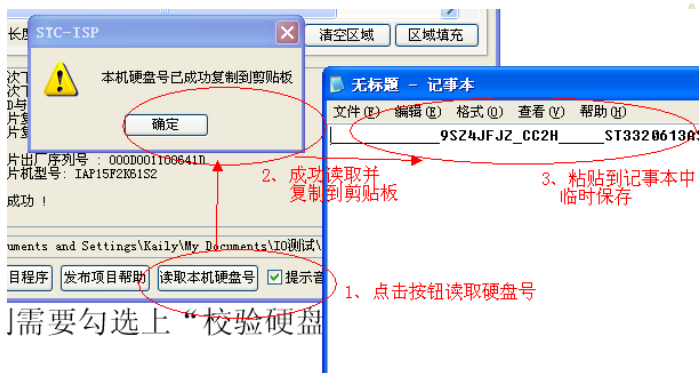 长度
清空区域 区域填充
STC-ISP
本机硬盘号已成功复制到剪贴板
确定
无标题 - 记事本
文件(F) 编辑(E) 格式(O) 查看(V) 帮助(H)
9SZ4JFJZ_CC2H_____ST3320613AS
片出厂序列号 : 000D001100641D
片机型号: IAP15F2K61S2
成功 !
2、成功读取并
复制到剪贴板
3、粘贴到记事本中
临时保存
uments and Settings\Kaily\My Documents\IO测试\
目程序 发布项目帮助 读取本机硬盘号 提示音
1、点击按钮读取硬盘号
需要勾选上“校验硬盘